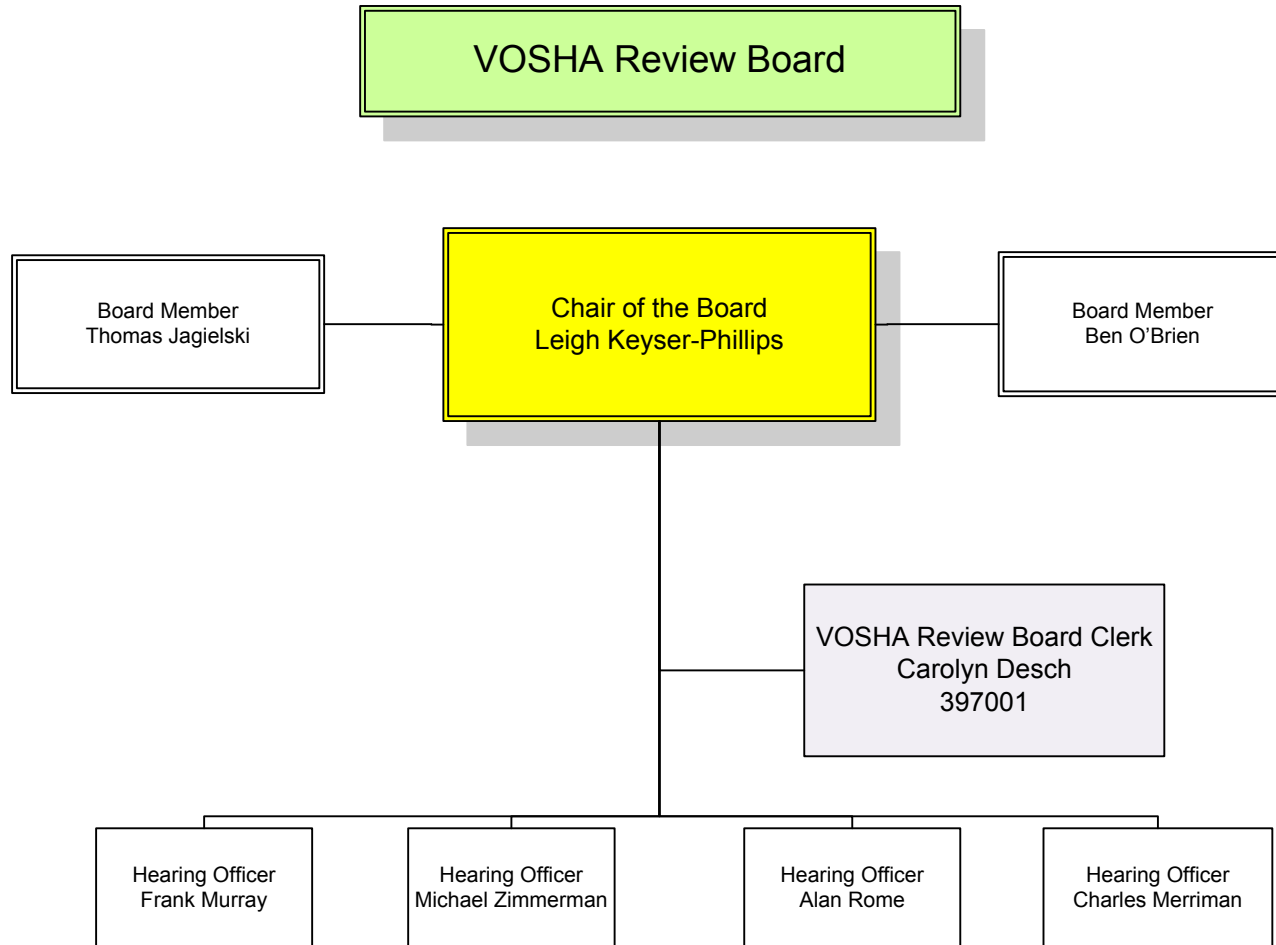 VOSHA Review Board
Board Member
Thomas Jagielski
Chair of the Board
Leigh Keyser-Phillips
Board Member
Ben O’Brien
VOSHA Review Board Clerk
Carolyn Desch
397001
Hearing Officer
Frank Murray
Hearing Officer
Michael Zimmerman
Hearing Officer
Alan Rome
Hearing Officer
Charles Merriman